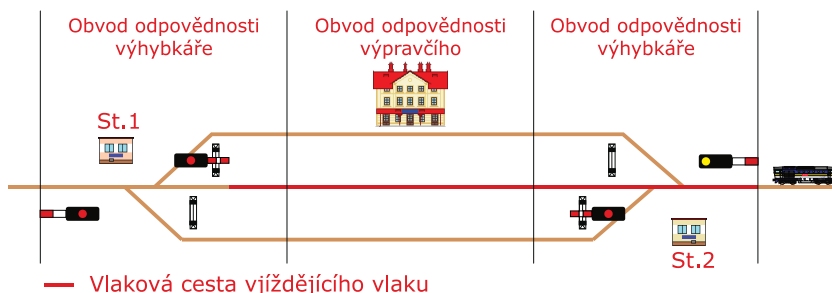 Obvod odpovědnosti
výhybkáře
Obvod odpovědnosti
výpravčího
Obvod odpovědnosti
výhybkáře
St.1
St.2
Vlaková cesta vjíždějícího vlaku